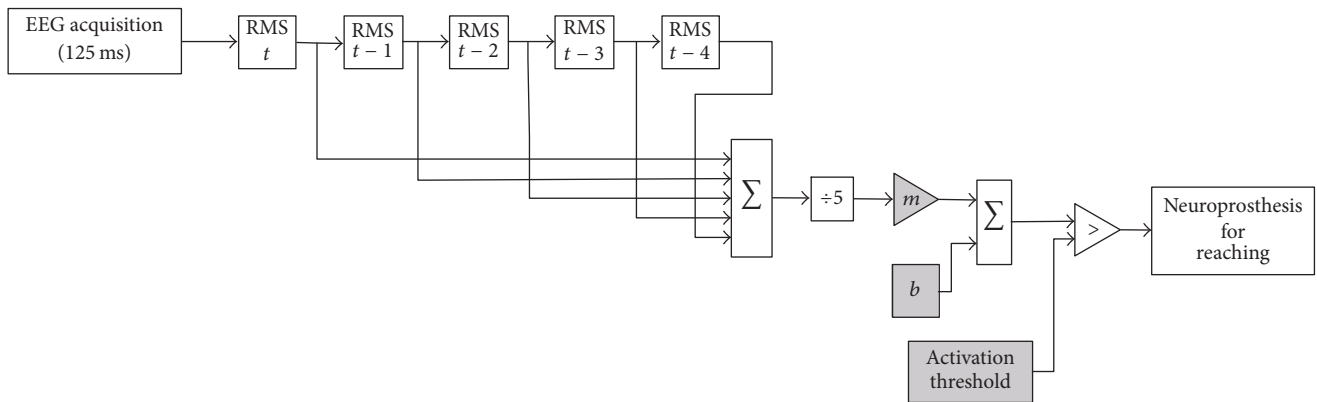 EEG acquisition
(125 ms)
RMS
t
RMS
t − 1
RMS
t − 2
RMS
t − 3
RMS
t − 4
∑
÷5
m
∑
>
Neuroprosthesis
for
reaching
b
Activation
threshold